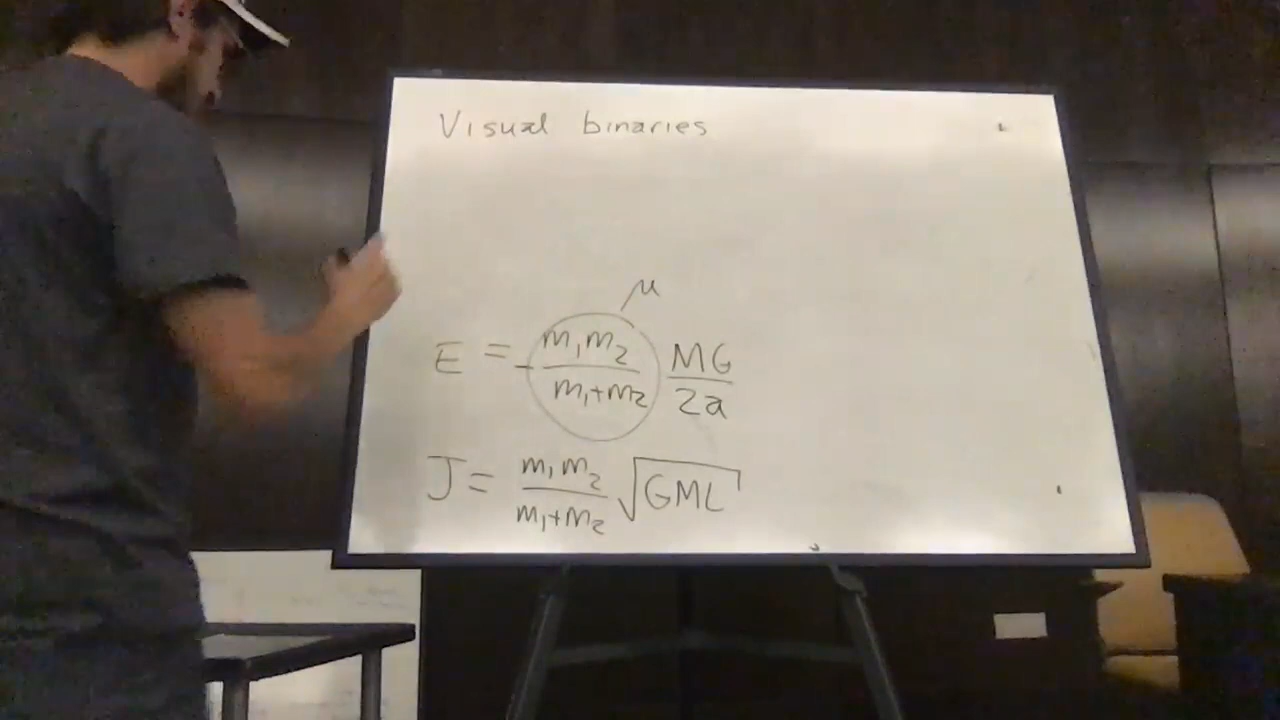 Visual binaries
μ
E = - m₁m₂ / m₁+m₂ MG / 2a
J = m₁m₂ / m₁+m₂ √GML